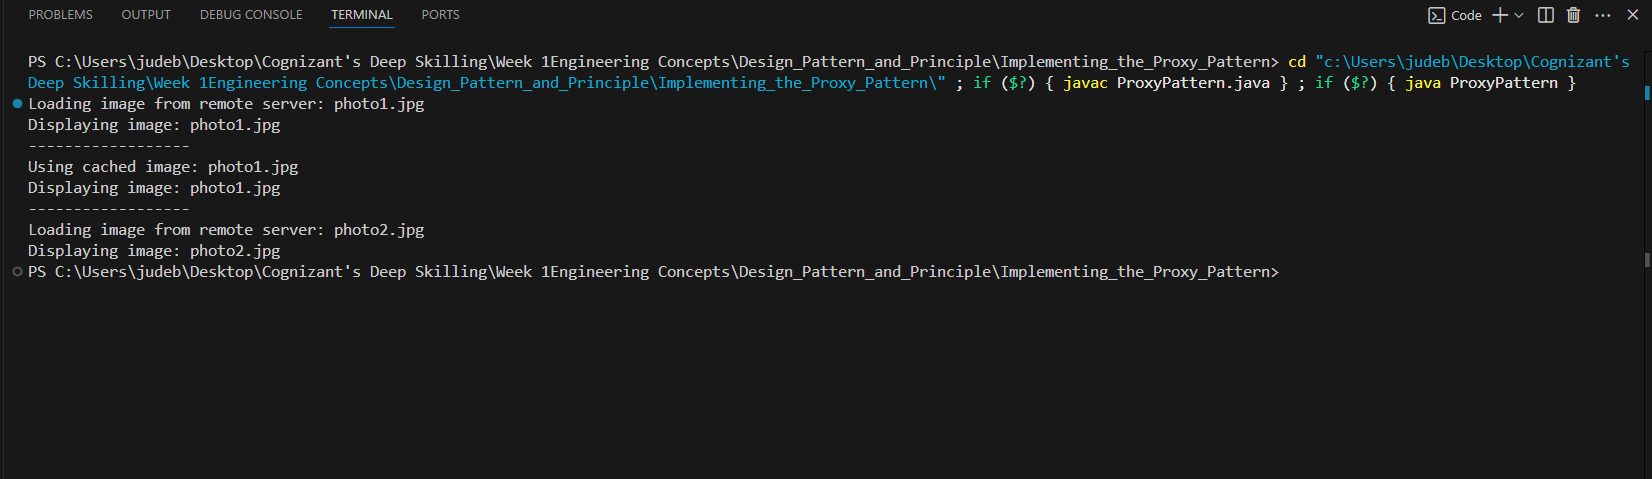 PROBLEMS OUTPUT DEBUG CONSOLE TERMINAL PORTS Code
PS C:\Users\judeb\Desktop\Cognizant's Deep Skilling\Week 1Engineering Concepts\Design_Pattern_and_Principle\Implementing_the_Proxy_Pattern> cd "c:\Users\judeb\Desktop\Cognizant's
Deep Skilling\Week 1Engineering Concepts\Design_Pattern_and_Principle\Implementing_the_Proxy_Pattern\" ; if ($?) { javac ProxyPattern.java } ; if ($?) { java ProxyPattern }
Loading image from remote server: photo1.jpg
Displaying image: photo1.jpg
------------------
Using cached image: photo1.jpg
Displaying image: photo1.jpg
------------------
Loading image from remote server: photo2.jpg
Displaying image: photo2.jpg
PS C:\Users\judeb\Desktop\Cognizant's Deep Skilling\Week 1Engineering Concepts\Design_Pattern_and_Principle\Implementing_the_Proxy_Pattern>